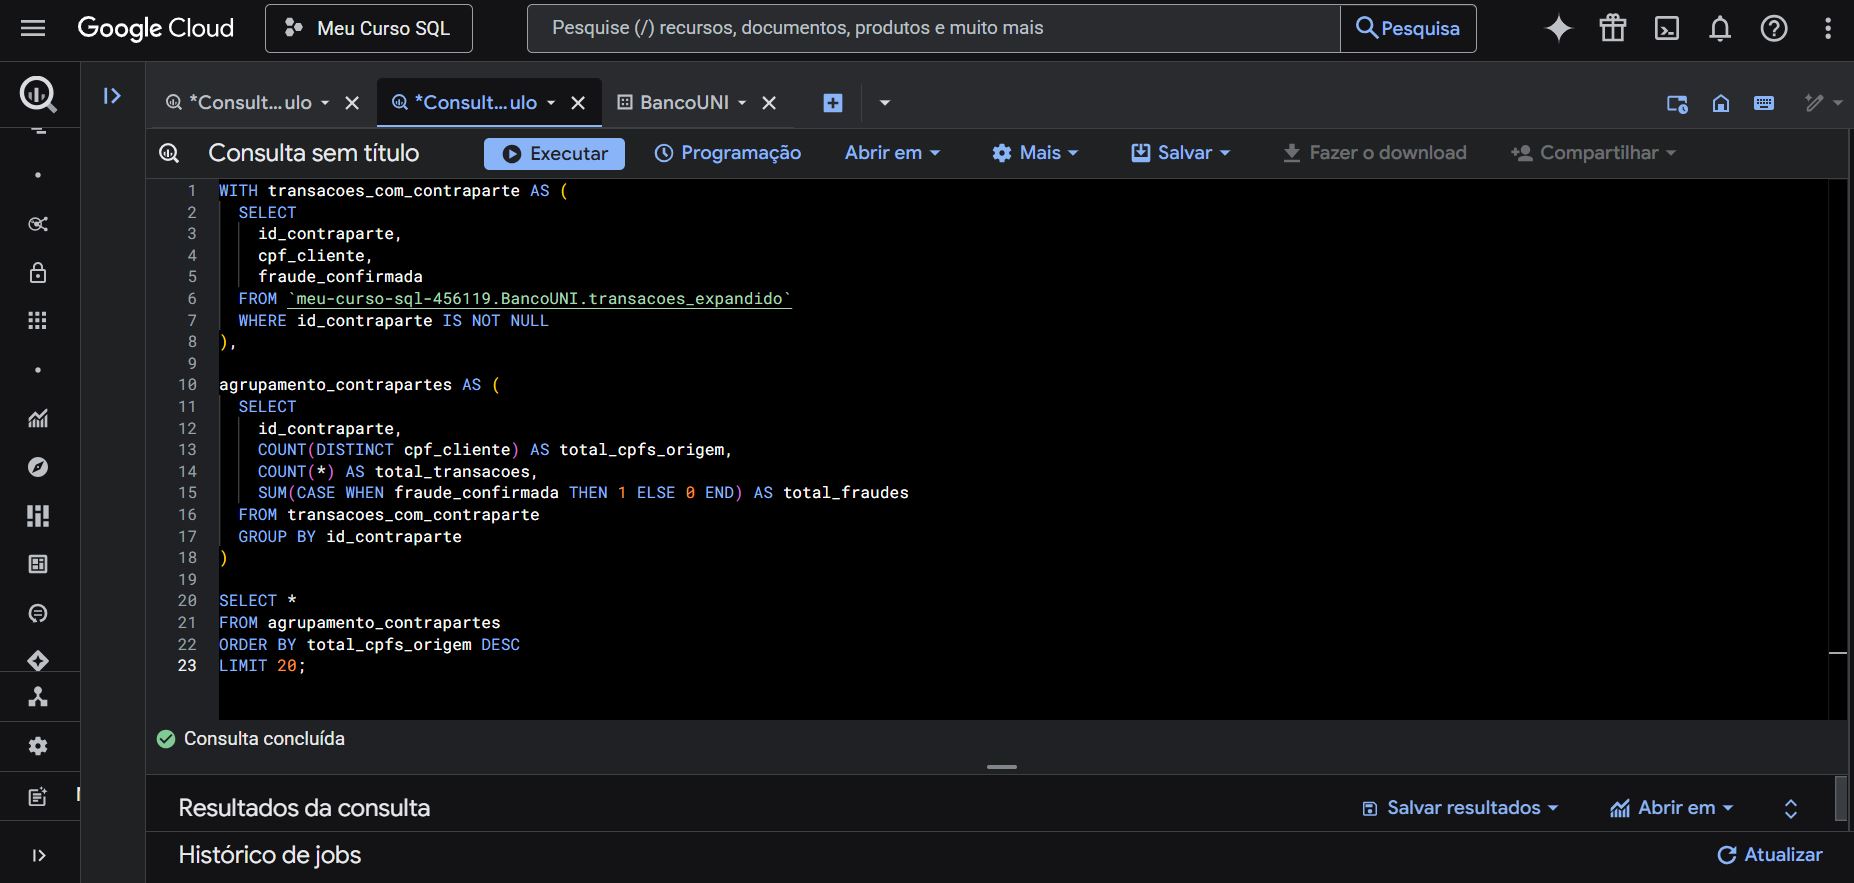 Google Cloud
Meu Curso SQL
Pesquise (/) recursos, documentos, produtos e muito mais
Pesquisa
*Consult...ulo
*Consult...ulo
BancoUNI
Consulta sem título
Executar
Programação
Abrir em
Mais
Salvar
Fazer o download
Compartilhar
1 WITH transacoes_com_contraparte AS (
2 SELECT
3 id_contraparte,
4 cpf_cliente,
5 fraude_confirmada
6 FROM `meu-curso-sql-456119.BancoUNI.transacoes_expandido`
7 WHERE id_contraparte IS NOT NULL
8 ),
9
10 agrupamento_contrapartes AS (
11 SELECT
12 id_contraparte,
13 COUNT(DISTINCT cpf_cliente) AS total_cpfs_origem,
14 COUNT(*) AS total_transacoes,
15 SUM(CASE WHEN fraude_confirmada THEN 1 ELSE 0 END) AS total_fraudes
16 FROM transacoes_com_contraparte
17 GROUP BY id_contraparte
18 )
19
20 SELECT *
21 FROM agrupamento_contrapartes
22 ORDER BY total_cpfs_origem DESC
23 LIMIT 20;
Consulta concluída
Resultados da consulta
Salvar resultados
Abrir em
Histórico de jobs
Atualizar